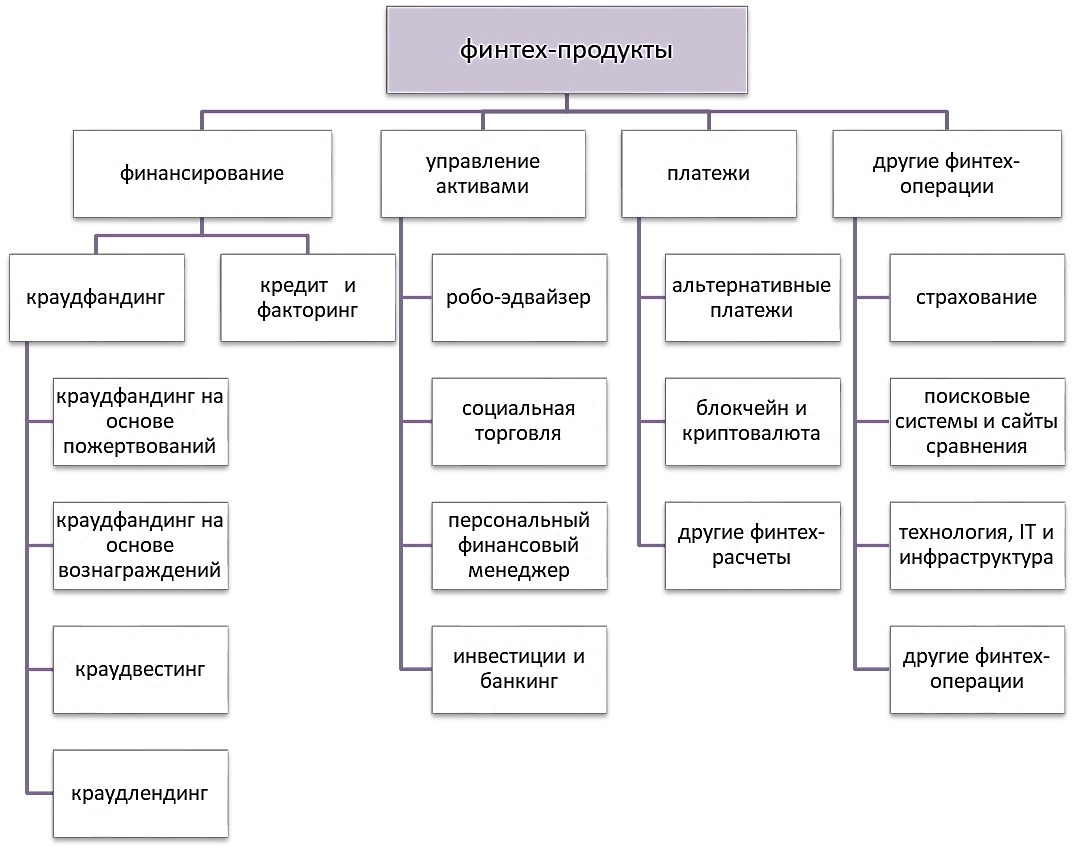 финтех-продукты
финансирование
управление
активами
платежи
другие финтех-
операции
краудфандинг
кредит и
факторинг
робо-эдвайзер
альтернативные
платежи
страхование
краудфандинг на
основе
пожертвований
социальная
торговля
блокчейн и
криптовалюта
поисковые
системы и сайты
сравнения
краудфандинг на
основе
вознаграждений
персональный
финансовый
менеджер
другие финтех-
расчеты
технология, IT и
инфраструктура
краудвестинг
инвестиции и
банкинг
другие финтех-
операции
краудлендинг